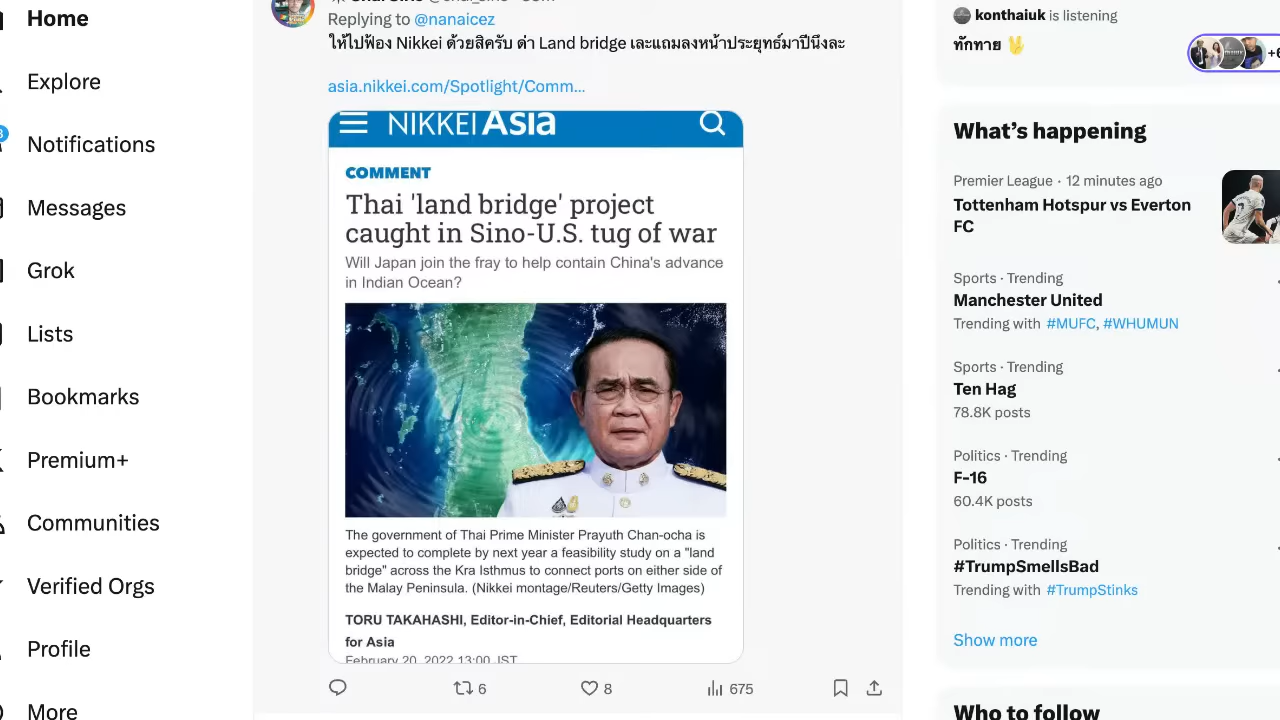 Home
Explore
Notifications
Messages
Grok
Lists
Bookmarks
Premium+
Communities
Verified Orgs
Profile
More
Replying to @nanaicez
ให้ไปฟ้อง Nikkei ด้วยสิครับ ด่า Land bridge เละแถมลงหน้าประยุทธ์มาปีนึงละ
asia.nikkei.com/Spotlight/Comm...
NIKKEI Asia
COMMENT
Thai 'land bridge' project
caught in Sino-U.S. tug of war
Will Japan join the fray to help contain China's advance
in Indian Ocean?
The government of Thai Prime Minister Prayuth Chan-ocha is
expected to complete by next year a feasibility study on a "land
bridge" across the Kra Isthmus to connect ports on either side of
the Malay Peninsula. (Nikkei montage/Reuters/Getty Images)
TORU TAKAHASHI, Editor-in-Chief, Editorial Headquarters
for Asia
February 20, 2022 13:00 JST
6
8
675
konthaiuk is listening
ทักทาย 🖖
What's happening
Premier League · 12 minutes ago
Tottenham Hotspur vs Everton
FC
Sports · Trending
Manchester United
Trending with #MUFC, #WHUMUN
Sports · Trending
Ten Hag
78.8K posts
Politics · Trending
F-16
60.4K posts
Politics · Trending
#TrumpSmellsBad
Trending with #TrumpStinks
Show more
Who to follow